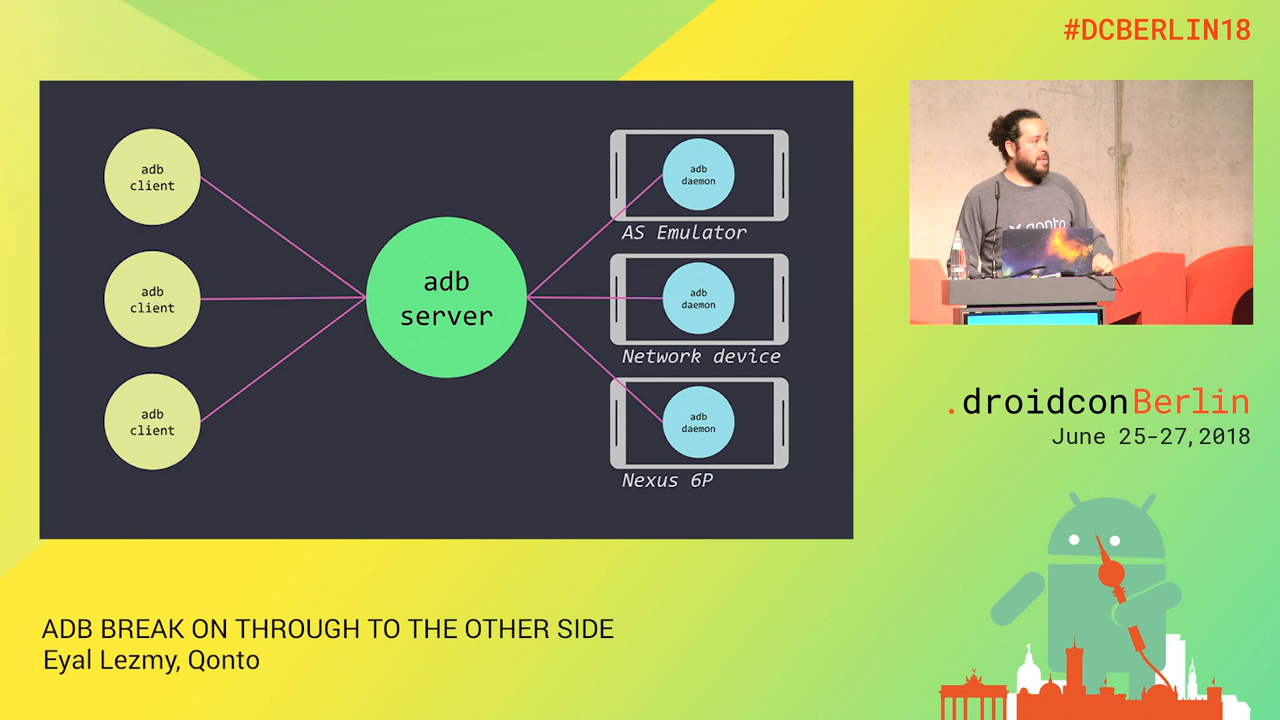 #DCBERLIN18
adb
client
adb
client
adb
client
adb
server
adb
daemon
AS Emulator
adb
daemon
Network device
adb
daemon
Nexus 6P
qonto
.droidconBerlin
June 25-27,2018
ADB BREAK ON THROUGH TO THE OTHER SIDE
Eyal Lezmy, Qonto